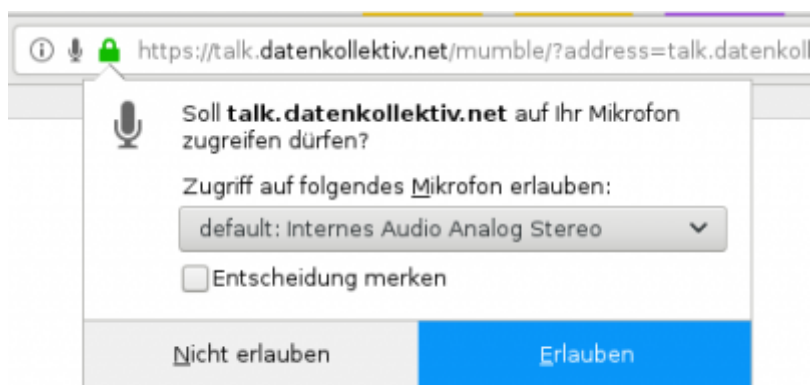 https://talk.datenkollektiv.net/mumble/?address=talk.datenkoll
Soll talk.datenkollektiv.net auf Ihr Mikrofon
zugreifen dürfen?
Zugriff auf folgendes Mikrofon erlauben:
default: Internes Audio Analog Stereo
Entscheidung merken
Nicht erlauben
Erlauben